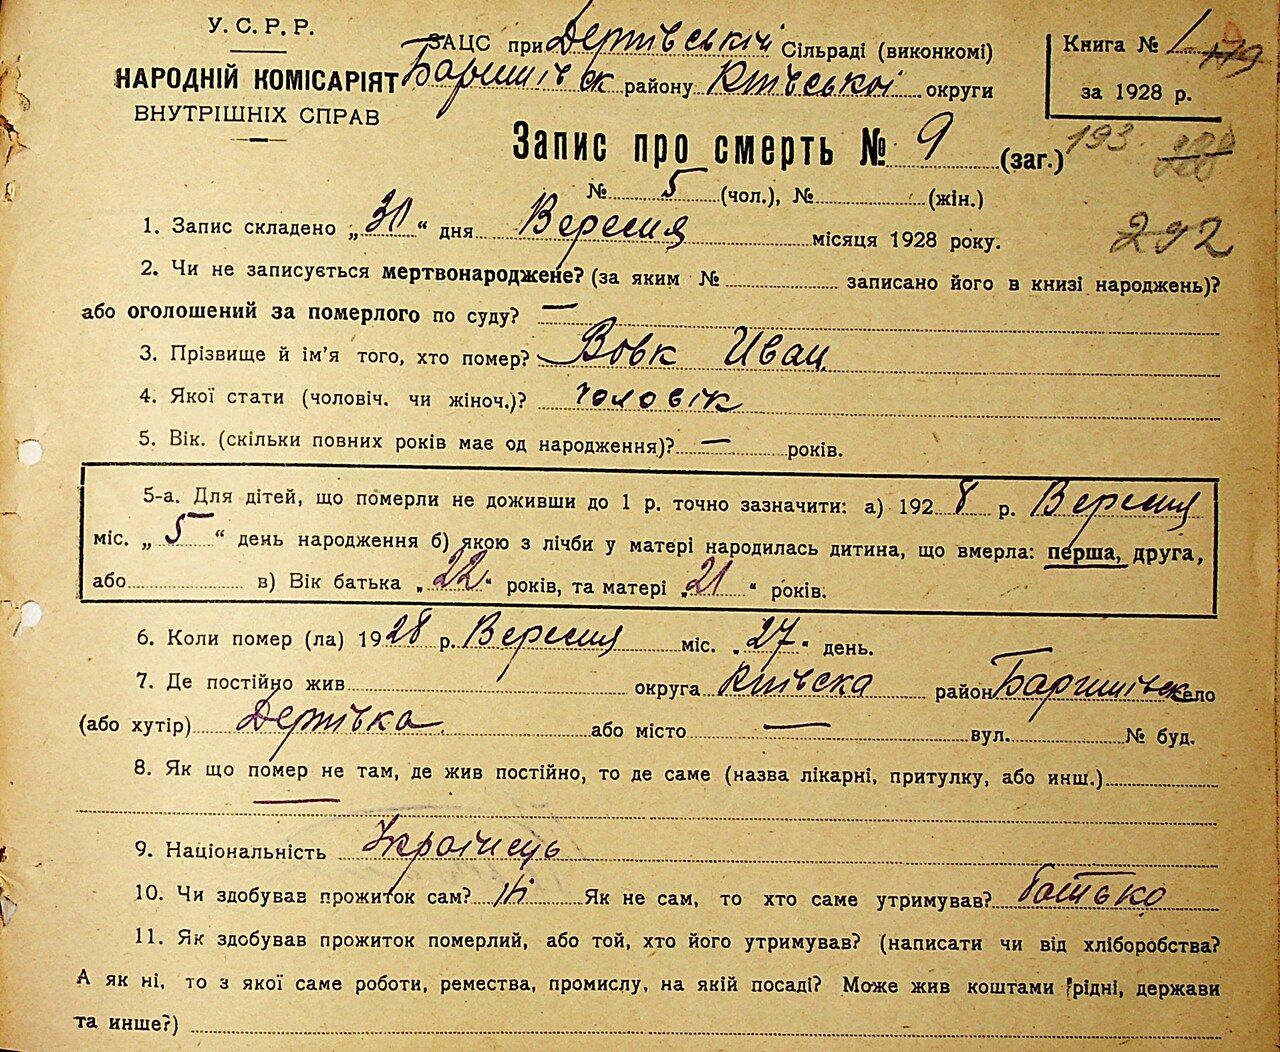 У. С. Р. Р.
НАРОДНІЙ КОМІСАРІЯТ
ВНУТРІШНІХ СПРАВ
ЗАЦС при Дернівській Сільраді (виконкомі)
Баришівск району Київської округи
Книга № 1
за 1928 р.
193.
292
Запис про смерть № 9 (заг.)
№ 5 (чол.), № (жін.)
1. Запис складено „30“ дня Вересня місяця 1928 року.
2. Чи не записується мертвонароджене? (за яким № записано його в книзі народжень)?
або оголошений за померлого по суду? —
3. Прізвище й ім'я того, хто помер? Вовк Иван
4. Якої стати (чоловіч. чи жіноч.)? чоловік
5. Вік. (скільки повних років має од народження)? — років.
5-а. Для дітей, що померли не доживши до 1 р. точно зазначити: а) 1928 р. Вересня
міс. „5“ день народження б) якою з лічби у матері народилась дитина, що вмерла: перша, друга,
або в) Вік батька „22“ років, та матері „21“ років.
6. Коли помер (ла) 1928 р. Вересня міс. „27“ день.
7. Де постійно жив округа Київска район Баришівск село
(або хутір) Дернівка або місто — вул. № буд.
8. Як що помер не там, де жив постійно, то де саме (назва лікарні, притулку, або инш.)
9. Національність Українець
10. Чи здобував прожиток сам? Ні Як не сам, то хто саме утримував? батько
11. Як здобував прожиток померлий, або той, хто його утримував? (написати чи від хліборобства?
А як ні, то з якої саме роботи, ремества, промислу, на якій посаді? Може жив коштами рідні, держави
та инше?)